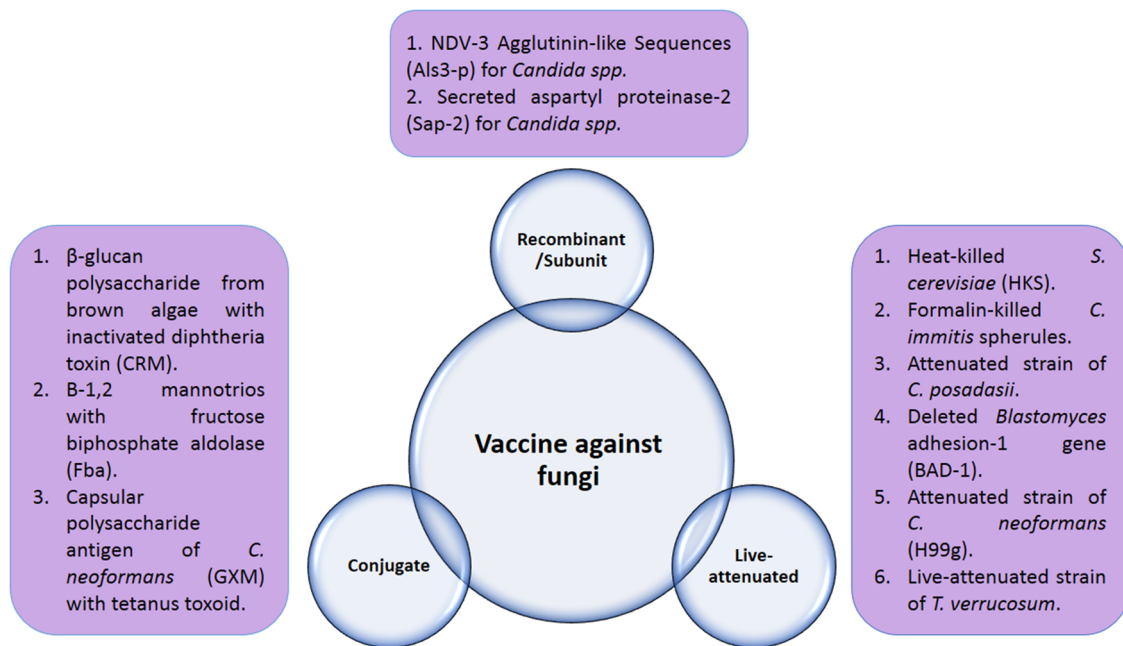 1. NDV-3 Agglutinin-like Sequences
(Als3-p) for Candida spp.
2. Secreted aspartyl proteinase-2
(Sap-2) for Candida spp.
Recombinant
/Subunit
1. β-glucan
polysaccharide from
brown algae with
inactivated diphtheria
toxin (CRM).
2. B-1,2 mannotrios
with fructose
biphosphate aldolase
(Fba).
3. Capsular
polysaccharide
antigen of C.
neoformans (GXM)
with tetanus toxoid.
Vaccine against
fungi
Conjugate
Live-
attenuated
1. Heat-killed S.
cerevisiae (HKS).
2. Formalin-killed C.
immitis spherules.
3. Attenuated strain of
C. posadasii.
4. Deleted Blastomyces
adhesion-1 gene
(BAD-1).
5. Attenuated strain of
C. neoformans
(H99g).
6. Live-attenuated strain
of T. verrucosum.